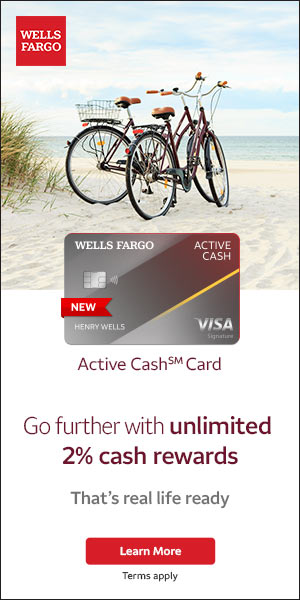 WELLS
FARGO
WELLS FARGO
ACTIVE
CASH
NEW
HENRY WELLS
VISA
Signature
Active Cash℠ Card
Go further with unlimited
2% cash rewards
That's real life ready
Learn More
Terms apply